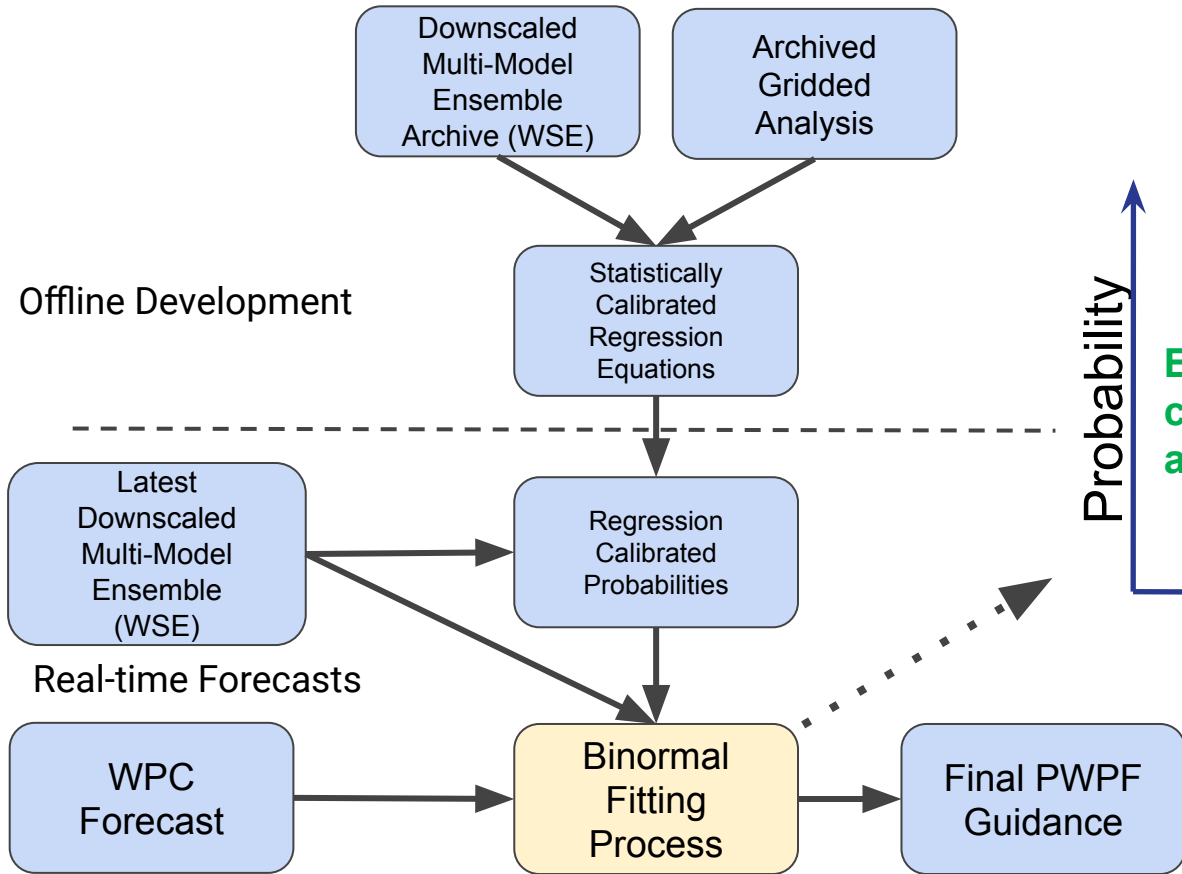 Downscaled
Multi-Model
Ensemble
Archive (WSE)
Archived
Gridded
Analysis
Statistically
Calibrated
Regression
Equations
Offline Development
Probability
Latest
Downscaled
Multi-Model
Ensemble
(WSE)
Regression
Calibrated
Probabilities
Real-time Forecasts
WPC
Forecast
Binormal
Fitting
Process
Final PWPF
Guidance